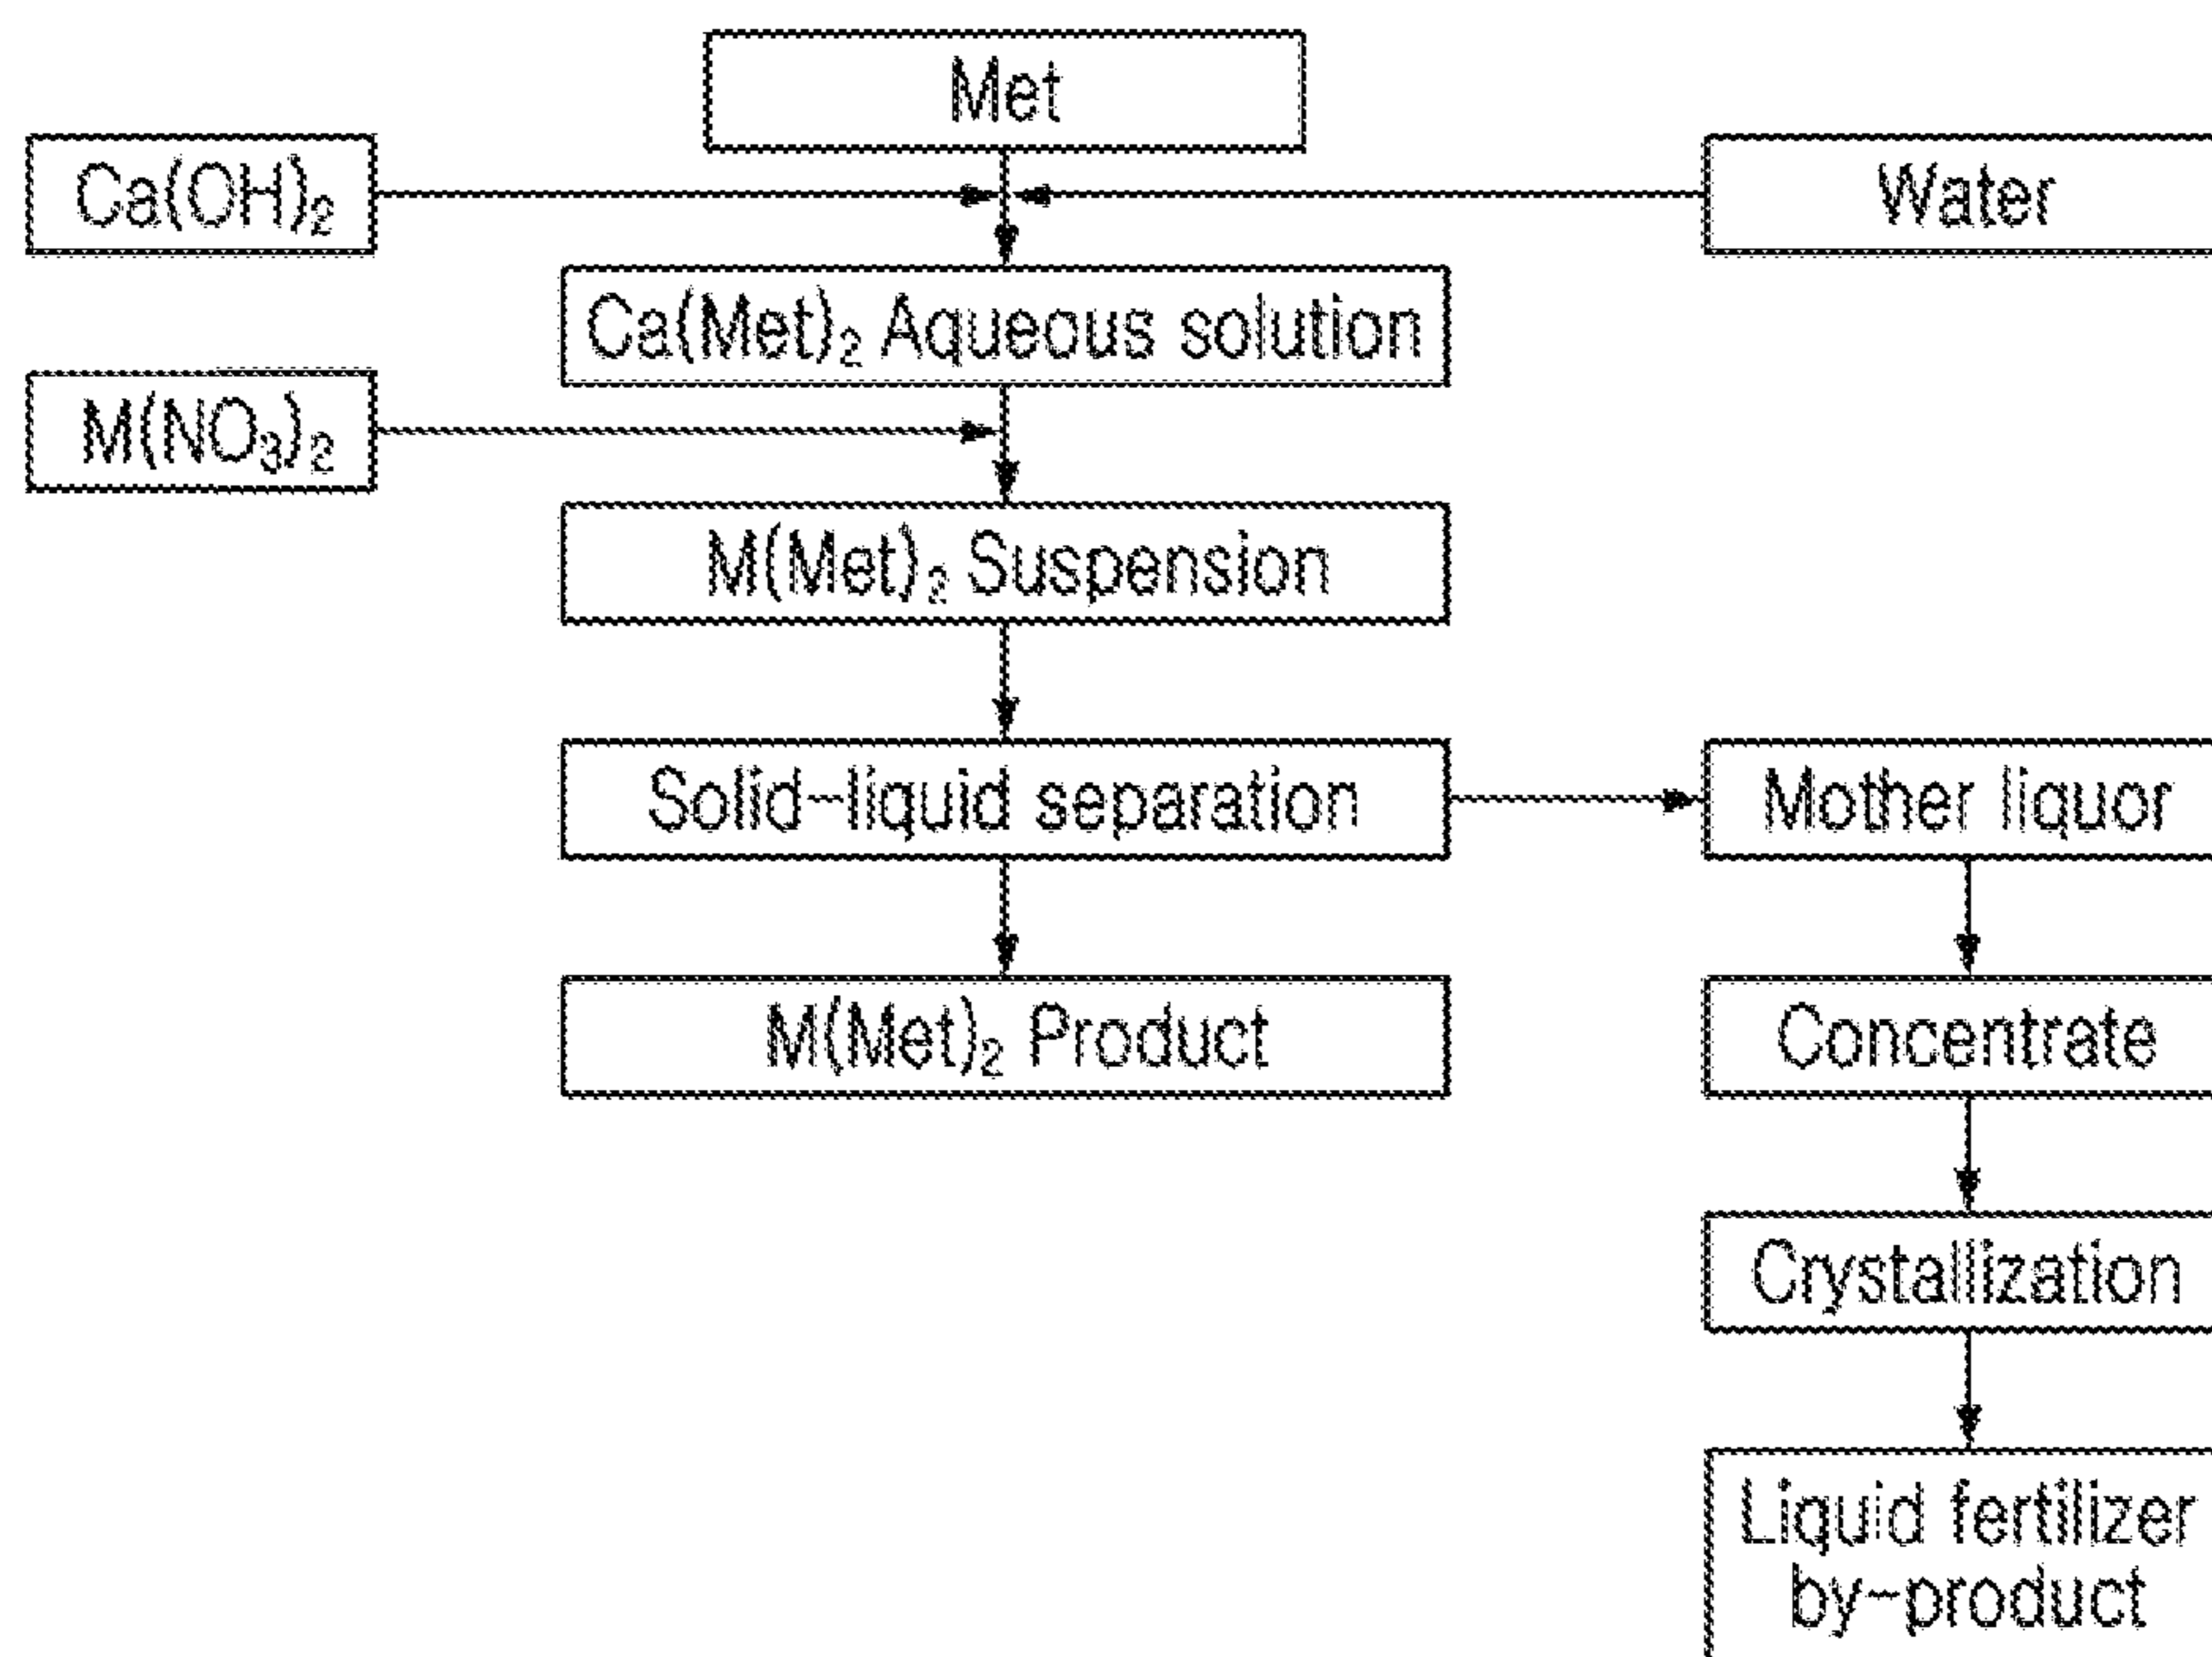 Met
Ca(OH)₂
Water
Ca(Met)₂ Aqueous solution
M(NO₃)₂
M(Met)₂ Suspension
Solid-liquid separation
Mother liquor
M(Met)₂ Product
Concentrate
Crystallization
Liquid fertilizer
by-product